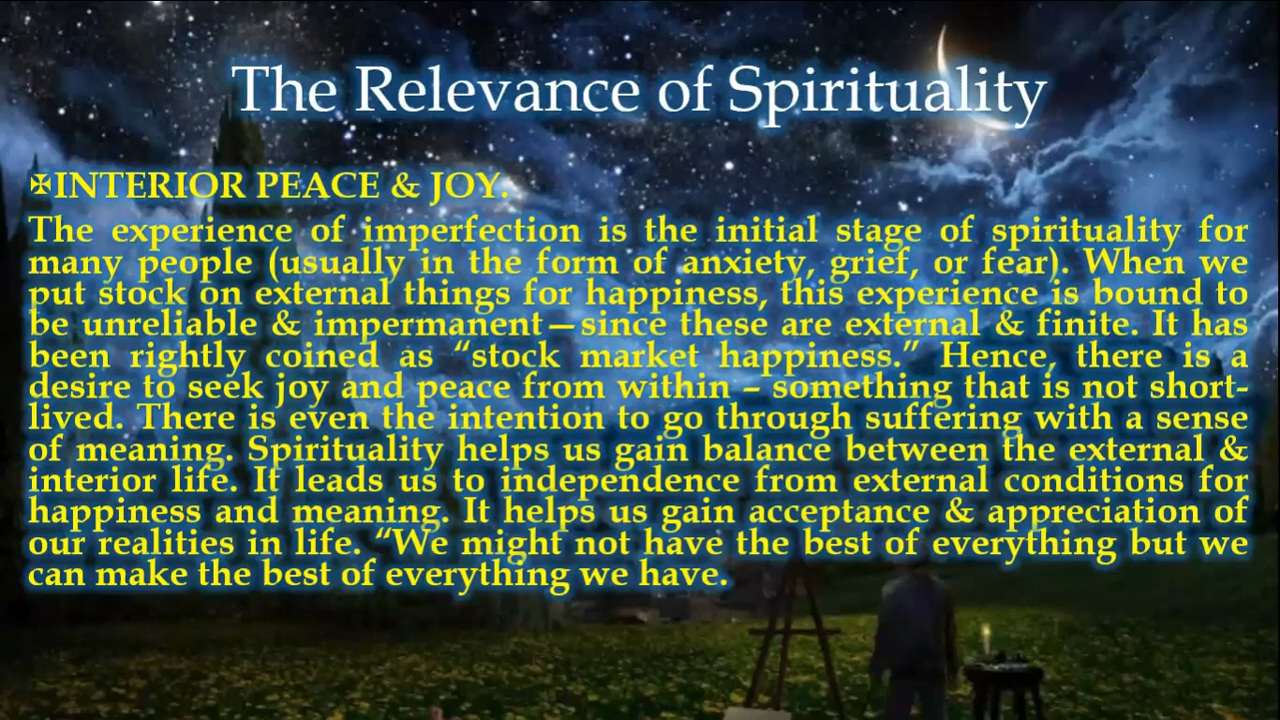 The Relevance of Spirituality
✠INTERIOR PEACE & JOY.
The experience of imperfection is the initial stage of spirituality for
many people (usually in the form of anxiety, grief, or fear). When we
put stock on external things for happiness, this experience is bound to
be unreliable & impermanent—since these are external & finite. It has
been rightly coined as “stock market happiness.” Hence, there is a
desire to seek joy and peace from within – something that is not short-
lived. There is even the intention to go through suffering with a sense
of meaning. Spirituality helps us gain balance between the external &
interior life. It leads us to independence from external conditions for
happiness and meaning. It helps us gain acceptance & appreciation of
our realities in life. “We might not have the best of everything but we
can make the best of everything we have.